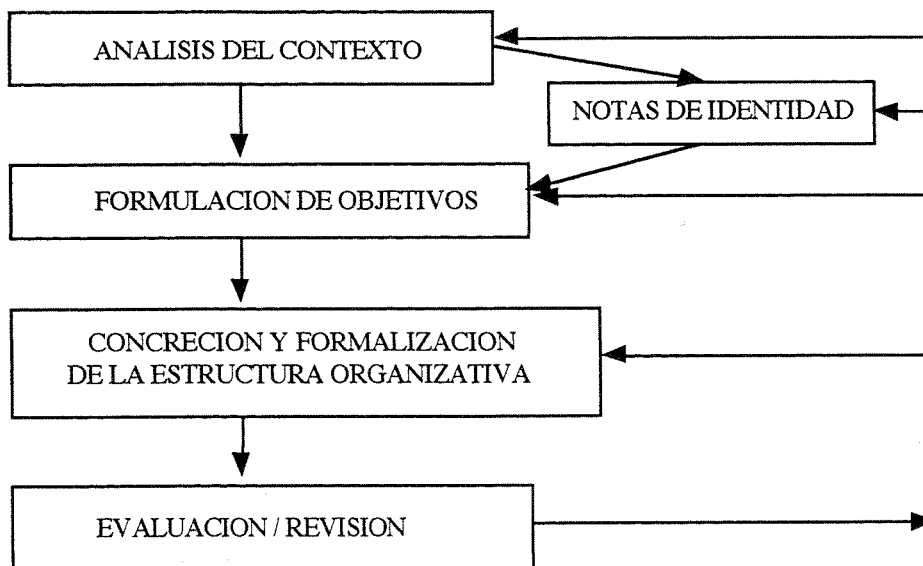 ANALISIS DEL CONTEXTO
NOTAS DE IDENTIDAD
FORMULACION DE OBJETIVOS
CONCRECION Y FORMALIZACION
DE LA ESTRUCTURA ORGANIZATIVA
EVALUACION / REVISION